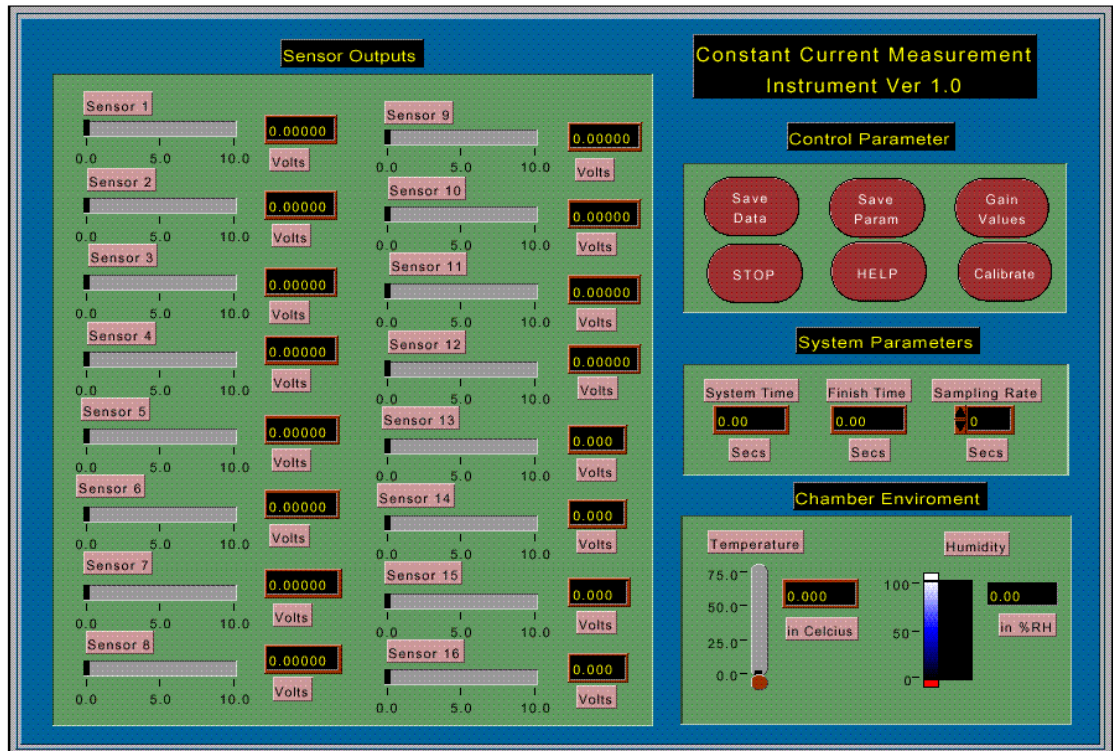 Sensor Outputs
Sensor 1
0.00000
0.0 5.0 10.0
Volts
Sensor 2
0.00000
0.0 5.0 10.0
Volts
Sensor 3
0.00000
0.0 5.0 10.0
Volts
Sensor 4
0.00000
0.0 5.0 10.0
Volts
Sensor 5
0.00000
0.0 5.0 10.0
Volts
Sensor 6
0.00000
0.0 5.0 10.0
Volts
Sensor 7
0.00000
0.0 5.0 10.0
Volts
Sensor 8
0.00000
0.0 5.0 10.0
Volts
Sensor 9
0.00000
0.0 5.0 10.0
Volts
Sensor 10
0.00000
0.0 5.0 10.0
Volts
Sensor 11
0.00000
0.0 5.0 10.0
Volts
Sensor 12
0.00000
0.0 5.0 10.0
Volts
Sensor 13
0.000
0.0 5.0 10.0
Volts
Sensor 14
0.000
0.0 5.0 10.0
Volts
Sensor 15
0.000
0.0 5.0 10.0
Volts
Sensor 16
0.000
0.0 5.0 10.0
Volts
Constant Current Measurement
Instrument Ver 1.0
Control Parameter
Save
Data
Save
Param
Gain
Values
STOP
HELP
Calibrate
System Parameters
System Time
0.00
Secs
Finish Time
0.00
Secs
Sampling Rate
0
Secs
Chamber Enviroment
Temperature
75.0
50.0
25.0
0.0
0.000
in Celcius
Humidity
100
50
0
0.00
in %RH